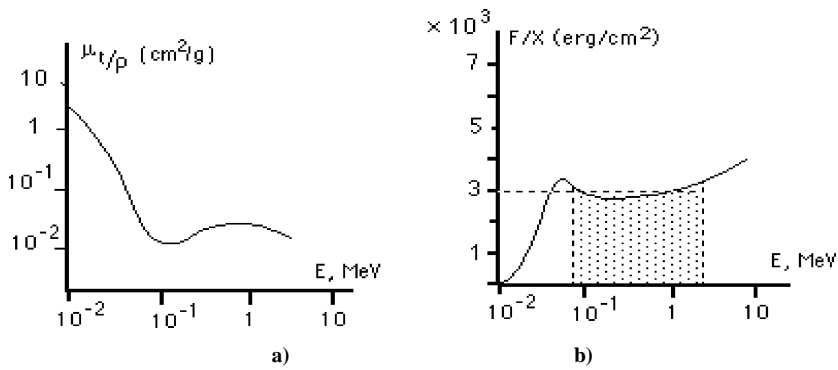 μt/p (cm²/g)
10
1
10⁻¹
10⁻²
E, MeV
10⁻² 10⁻¹ 1 10
a)
× 10³ F/X (erg/cm²)
7
5
3
1
E, MeV
10⁻² 10⁻¹ 1 10
b)